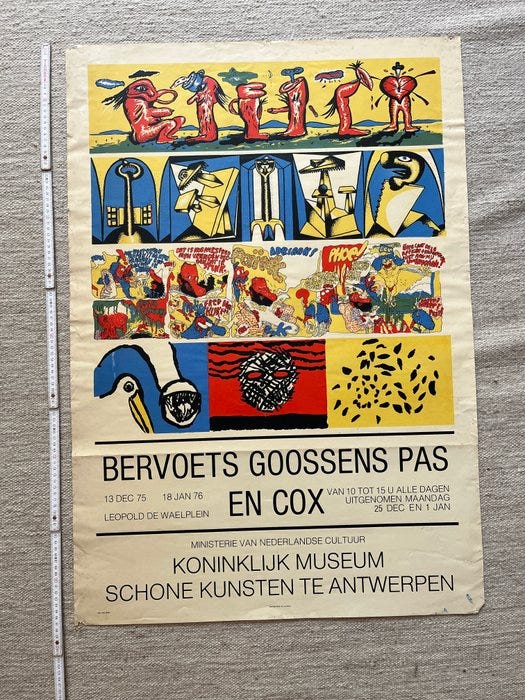 PHOF!
BERVOETS GOOSSENS PAS
EN COX
13 DEC 75 18 JAN 76
LEOPOLD DE WAELPLEIN
VAN 10 TOT 15 U ALLE DAGEN
UITGENOMEN MAANDAG
25 DEC EN 1 JAN
MINISTERIE VAN NEDERLANDSE CULTUUR
KONINKLIJK MUSEUM
SCHONE KUNSTEN TE ANTWERPEN